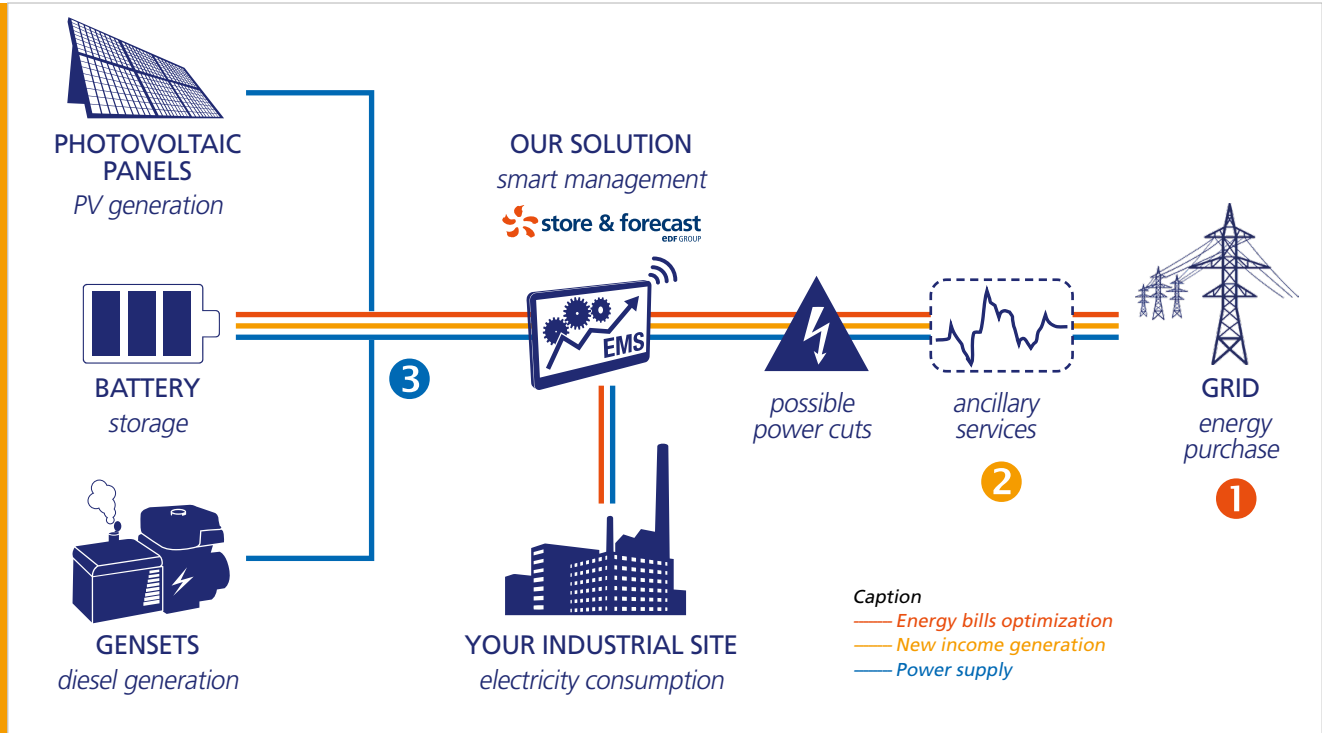 PHOTOVOLTAIC
PANELS
PV generation
BATTERY
storage
GENSETS
diesel generation
3
OUR SOLUTION
smart management
store & forecast
EDF GROUP
EMS
YOUR INDUSTRIAL SITE
electricity consumption
possible
power cuts
ancillary
services
2
GRID
energy
purchase
1
Caption
Energy bills optimization
New income generation
Power supply